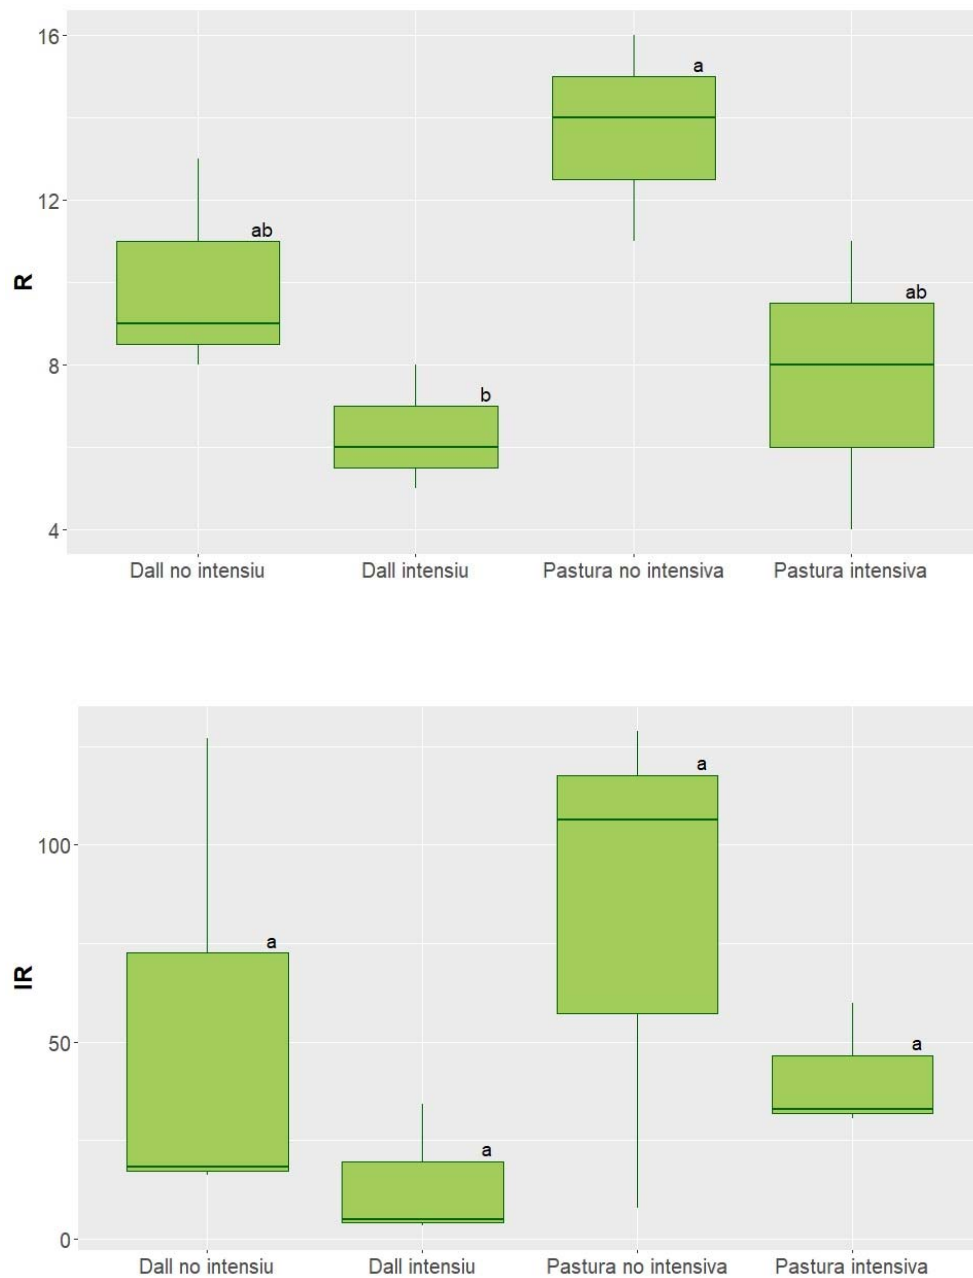 16
a
12
ab
R
ab
8
b
4
Dall no intensiu Dall intensiu Pastura no intensiva Pastura intensiva
a
100
a
IR
50
a
a
0
Dall no intensiu Dall intensiu Pastura no intensiva Pastura intensiva